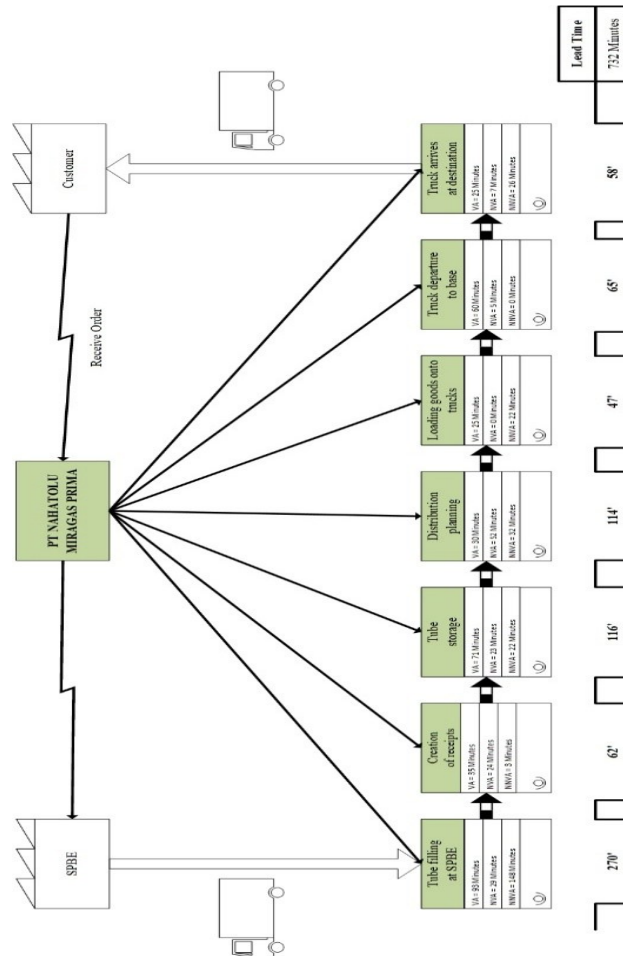 SPBE
PT NAHATOLU
MIRAGAS PRIMA
Customer
Receive Order
Tube filling
at SPBE
VA = 93 Minutes
NVA = 29 Minutes
NNVA = 148 Minutes
Creation
of receipts
VA = 35 Minutes
NVA = 24 Minutes
NNVA = 3 Minutes
Tube
storage
VA = 71 Minutes
NVA = 23 Minutes
NNVA = 22 Minutes
Distribution
planning
VA = 30 Minutes
NVA = 52 Minutes
NNVA = 32 Minutes
Loading goods onto
trucks
VA = 25 Minutes
NVA = 0 Minutes
NNVA = 22 Minutes
Truck departure
to base
VA = 60 Minutes
NVA = 5 Minutes
NNVA = 0 Minutes
Truck arrives
at destination
VA = 25 Minutes
NVA = 7 Minutes
NNVA = 26 Minutes
270'
62'
116'
114'
47'
65'
58'
Lead Time
732 Minutes